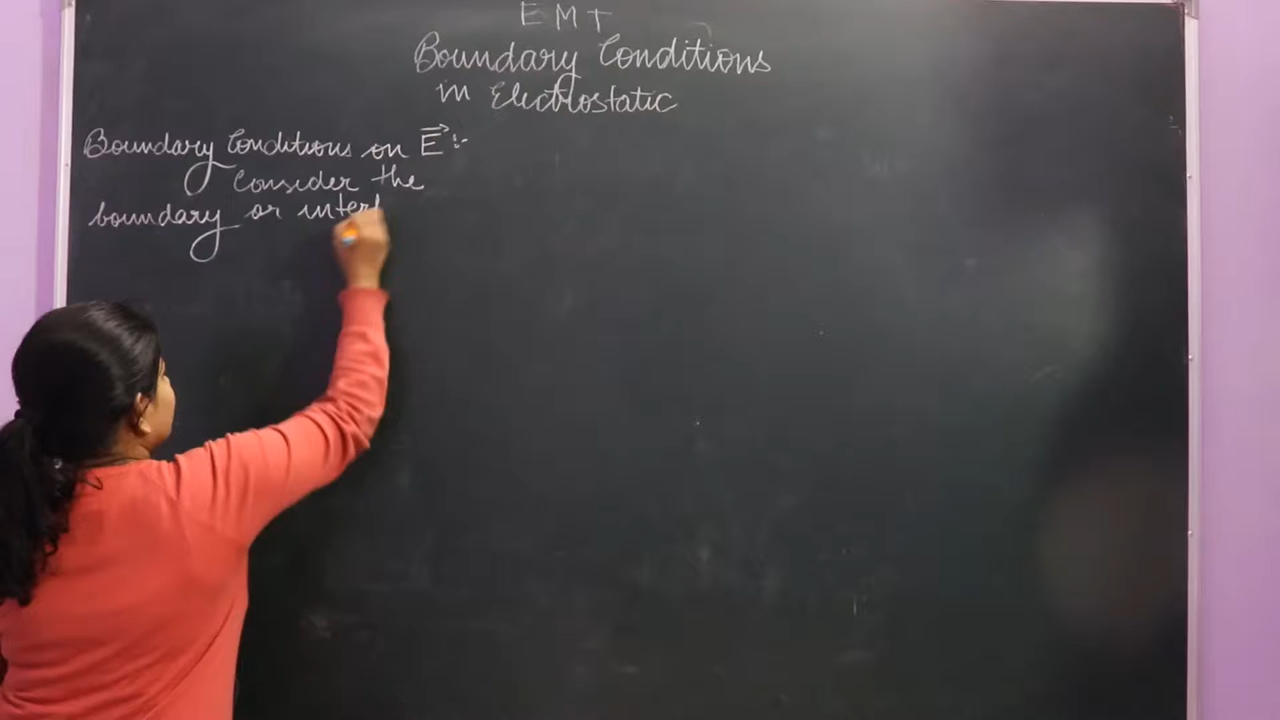 EMT
Boundary Conditions
in Electrostatic
Boundary Conditions on E⃗ :-
Consider the
boundary or inter